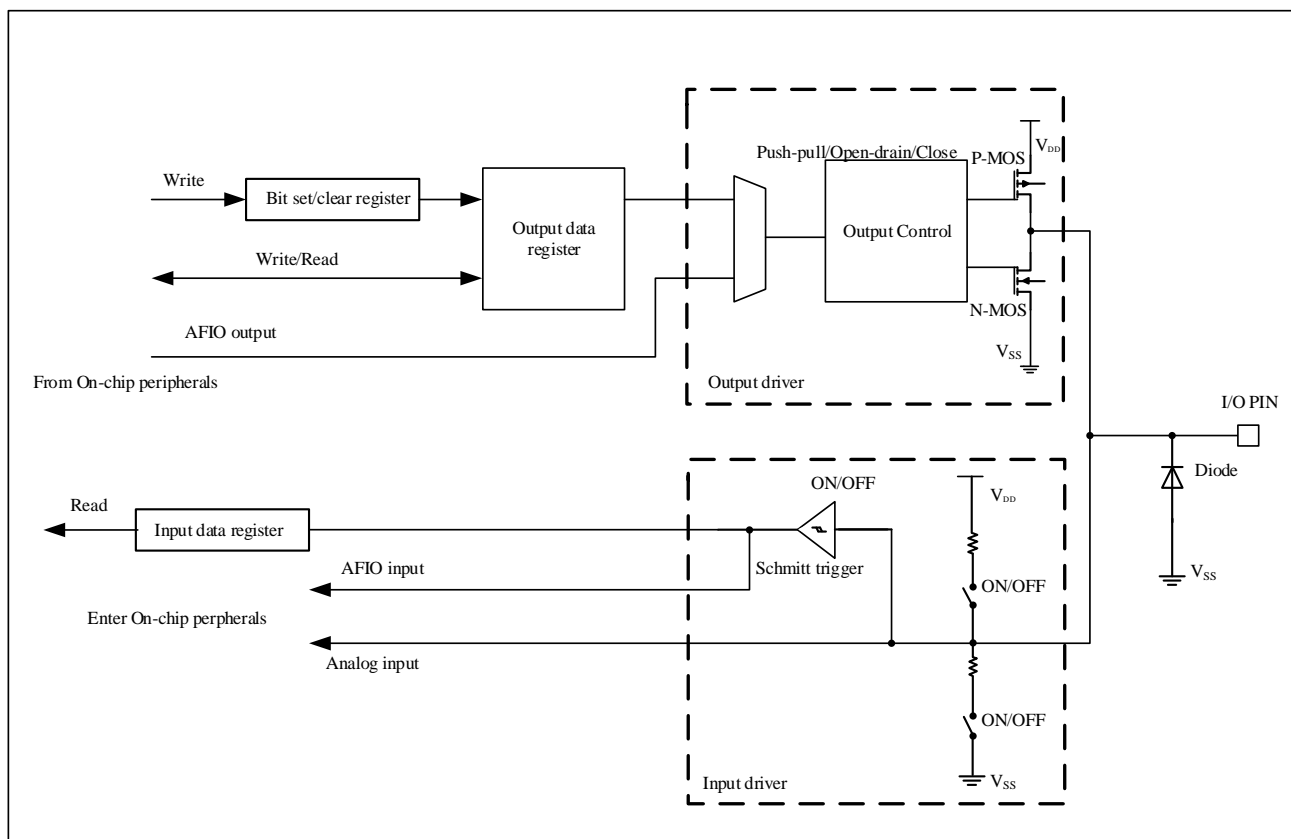 Push-pull/Open-drain/Close
P-MOS
VDD
Write
Bit set/clear register
Output data
register
Output Control
Write/Read
N-MOS
AFIO output
VSS
From On-chip peripherals
Output driver
I/O PIN
Diode
VSS
ON/OFF
VDD
Read
Input data register
Schmitt trigger
AFIO input
ON/OFF
Enter On-chip perpherals
Analog input
ON/OFF
VSS
Input driver